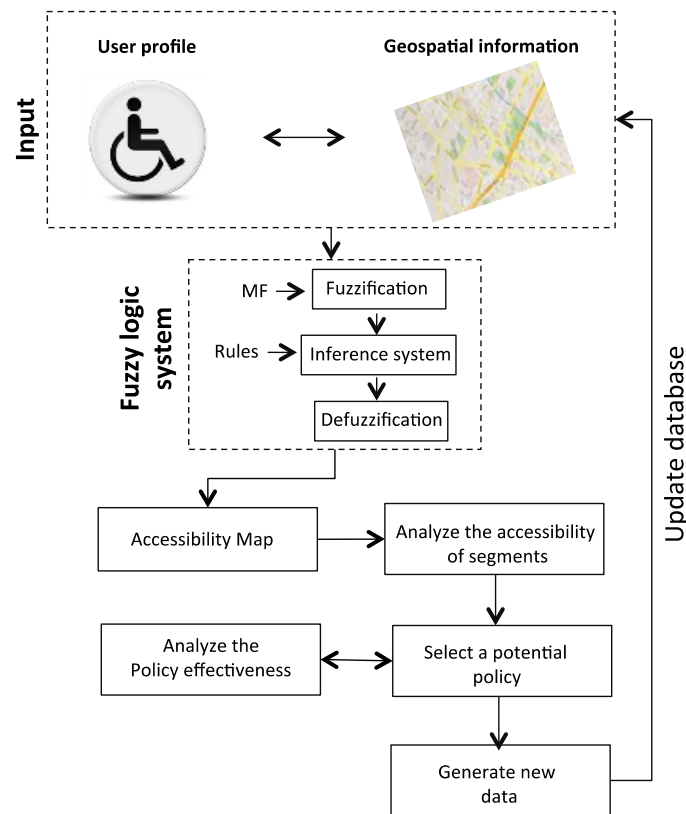 User profile
Geospatial information
Input
MF
Fuzzification
Rules
Inference system
Defuzzification
Fuzzy logic
system
Accessibility Map
Analyze the accessibility
of segments
Analyze the
Policy effectiveness
Select a potential
policy
Generate new
data
Update database